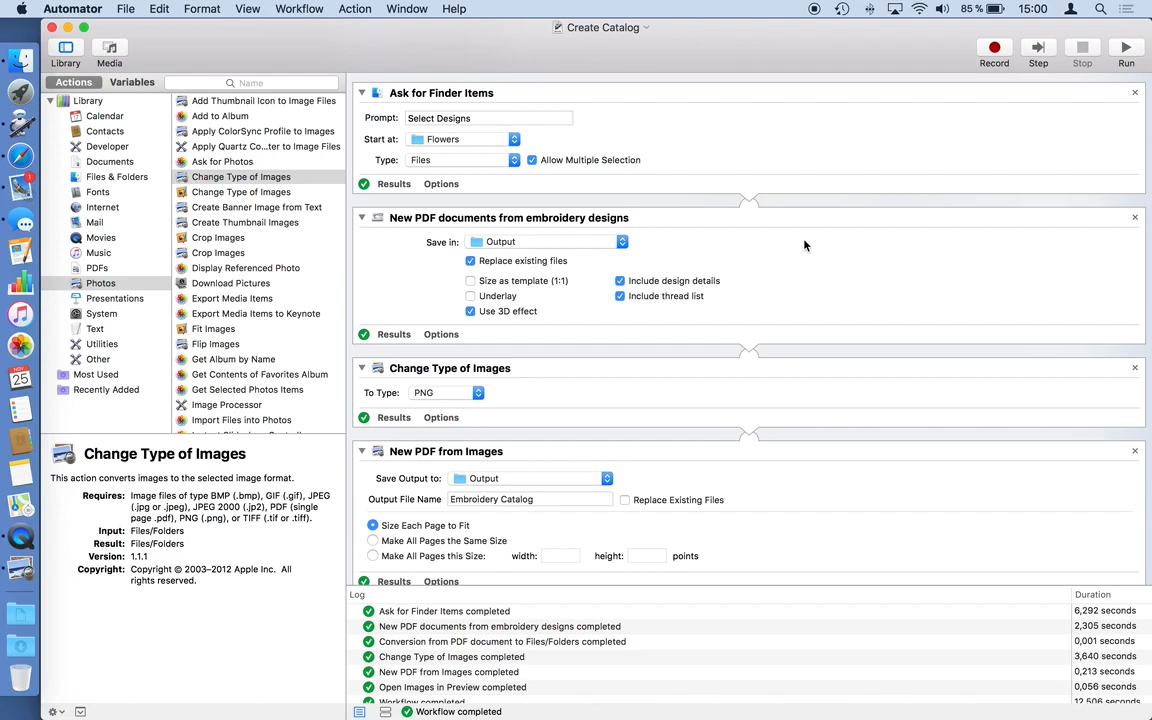 Automator File Edit Format View Workflow Action Window Help
85 % 15:00
Create Catalog
Library Media
Record Step Stop Run
Actions Variables
Name
Library
Calendar
Contacts
Developer
Documents
Files & Folders
Fonts
Internet
Mail
Movies
Music
PDFs
Photos
Presentations
System
Text
Utilities
Other
Most Used
Recently Added
Add Thumbnail Icon to Image Files
Add to Album
Apply ColorSync Profile to Images
Apply Quartz Co...ter to Image Files
Ask for Photos
Change Type of Images
Change Type of Images
Create Banner Image from Text
Create Thumbnail Images
Crop Images
Crop Images
Display Referenced Photo
Download Pictures
Export Media Items
Export Media Items to Keynote
Fit Images
Flip Images
Get Album by Name
Get Contents of Favorites Album
Get Selected Photos Items
Image Processor
Import Files into Photos
Change Type of Images
This action converts images to the selected image format.
Requires: Image files of type BMP (.bmp), GIF (.gif), JPEG
(.jpg or .jpeg), JPEG 2000 (.jp2), PDF (single
page .pdf), PNG (.png), or TIFF (.tif or .tiff).
Input: Files/Folders
Result: Files/Folders
Version: 1.1.1
Copyright: Copyright © 2003–2012 Apple Inc. All
rights reserved.
Ask for Finder Items
Prompt: Select Designs
Start at: Flowers
Type: Files Allow Multiple Selection
Results Options
New PDF documents from embroidery designs
Save in: Output
Replace existing files
Size as template (1:1) Include design details
Underlay Include thread list
Use 3D effect
Results Options
Change Type of Images
To Type: PNG
Results Options
New PDF from Images
Save Output to: Output
Output File Name Embroidery Catalog Replace Existing Files
Size Each Page to Fit
Make All Pages the Same Size
Make All Pages this Size: width: height: points
Results Options
Log Duration
Ask for Finder Items completed 6,292 seconds
New PDF documents from embroidery designs completed 2,305 seconds
Conversion from PDF document to Files/Folders completed 0,001 seconds
Change Type of Images completed 3,640 seconds
New PDF from Images completed 0,213 seconds
Open Images in Preview completed 0,056 seconds
Workflow completed 12,506 seconds
Workflow completed
NOV
25
1